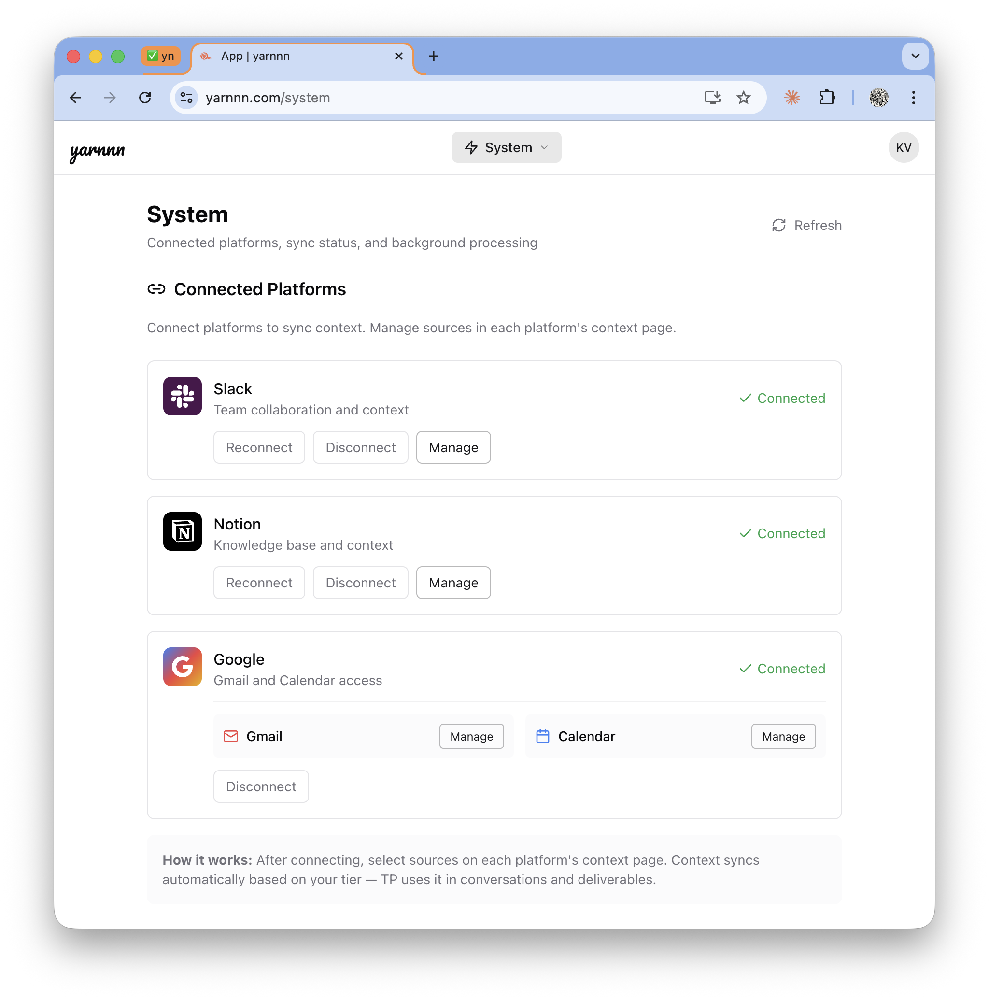 ✅ yn
App | yarnnn
yarnnn.com/system
yarnnn
System
KV
System
Refresh
Connected platforms, sync status, and background processing
Connected Platforms
Connect platforms to sync context. Manage sources in each platform's context page.
Slack
Team collaboration and context
Connected
Reconnect
Disconnect
Manage
Notion
Knowledge base and context
Connected
Reconnect
Disconnect
Manage
Google
Gmail and Calendar access
Connected
Gmail
Manage
Calendar
Manage
Disconnect
How it works: After connecting, select sources on each platform's context page. Context syncs
automatically based on your tier — TP uses it in conversations and deliverables.